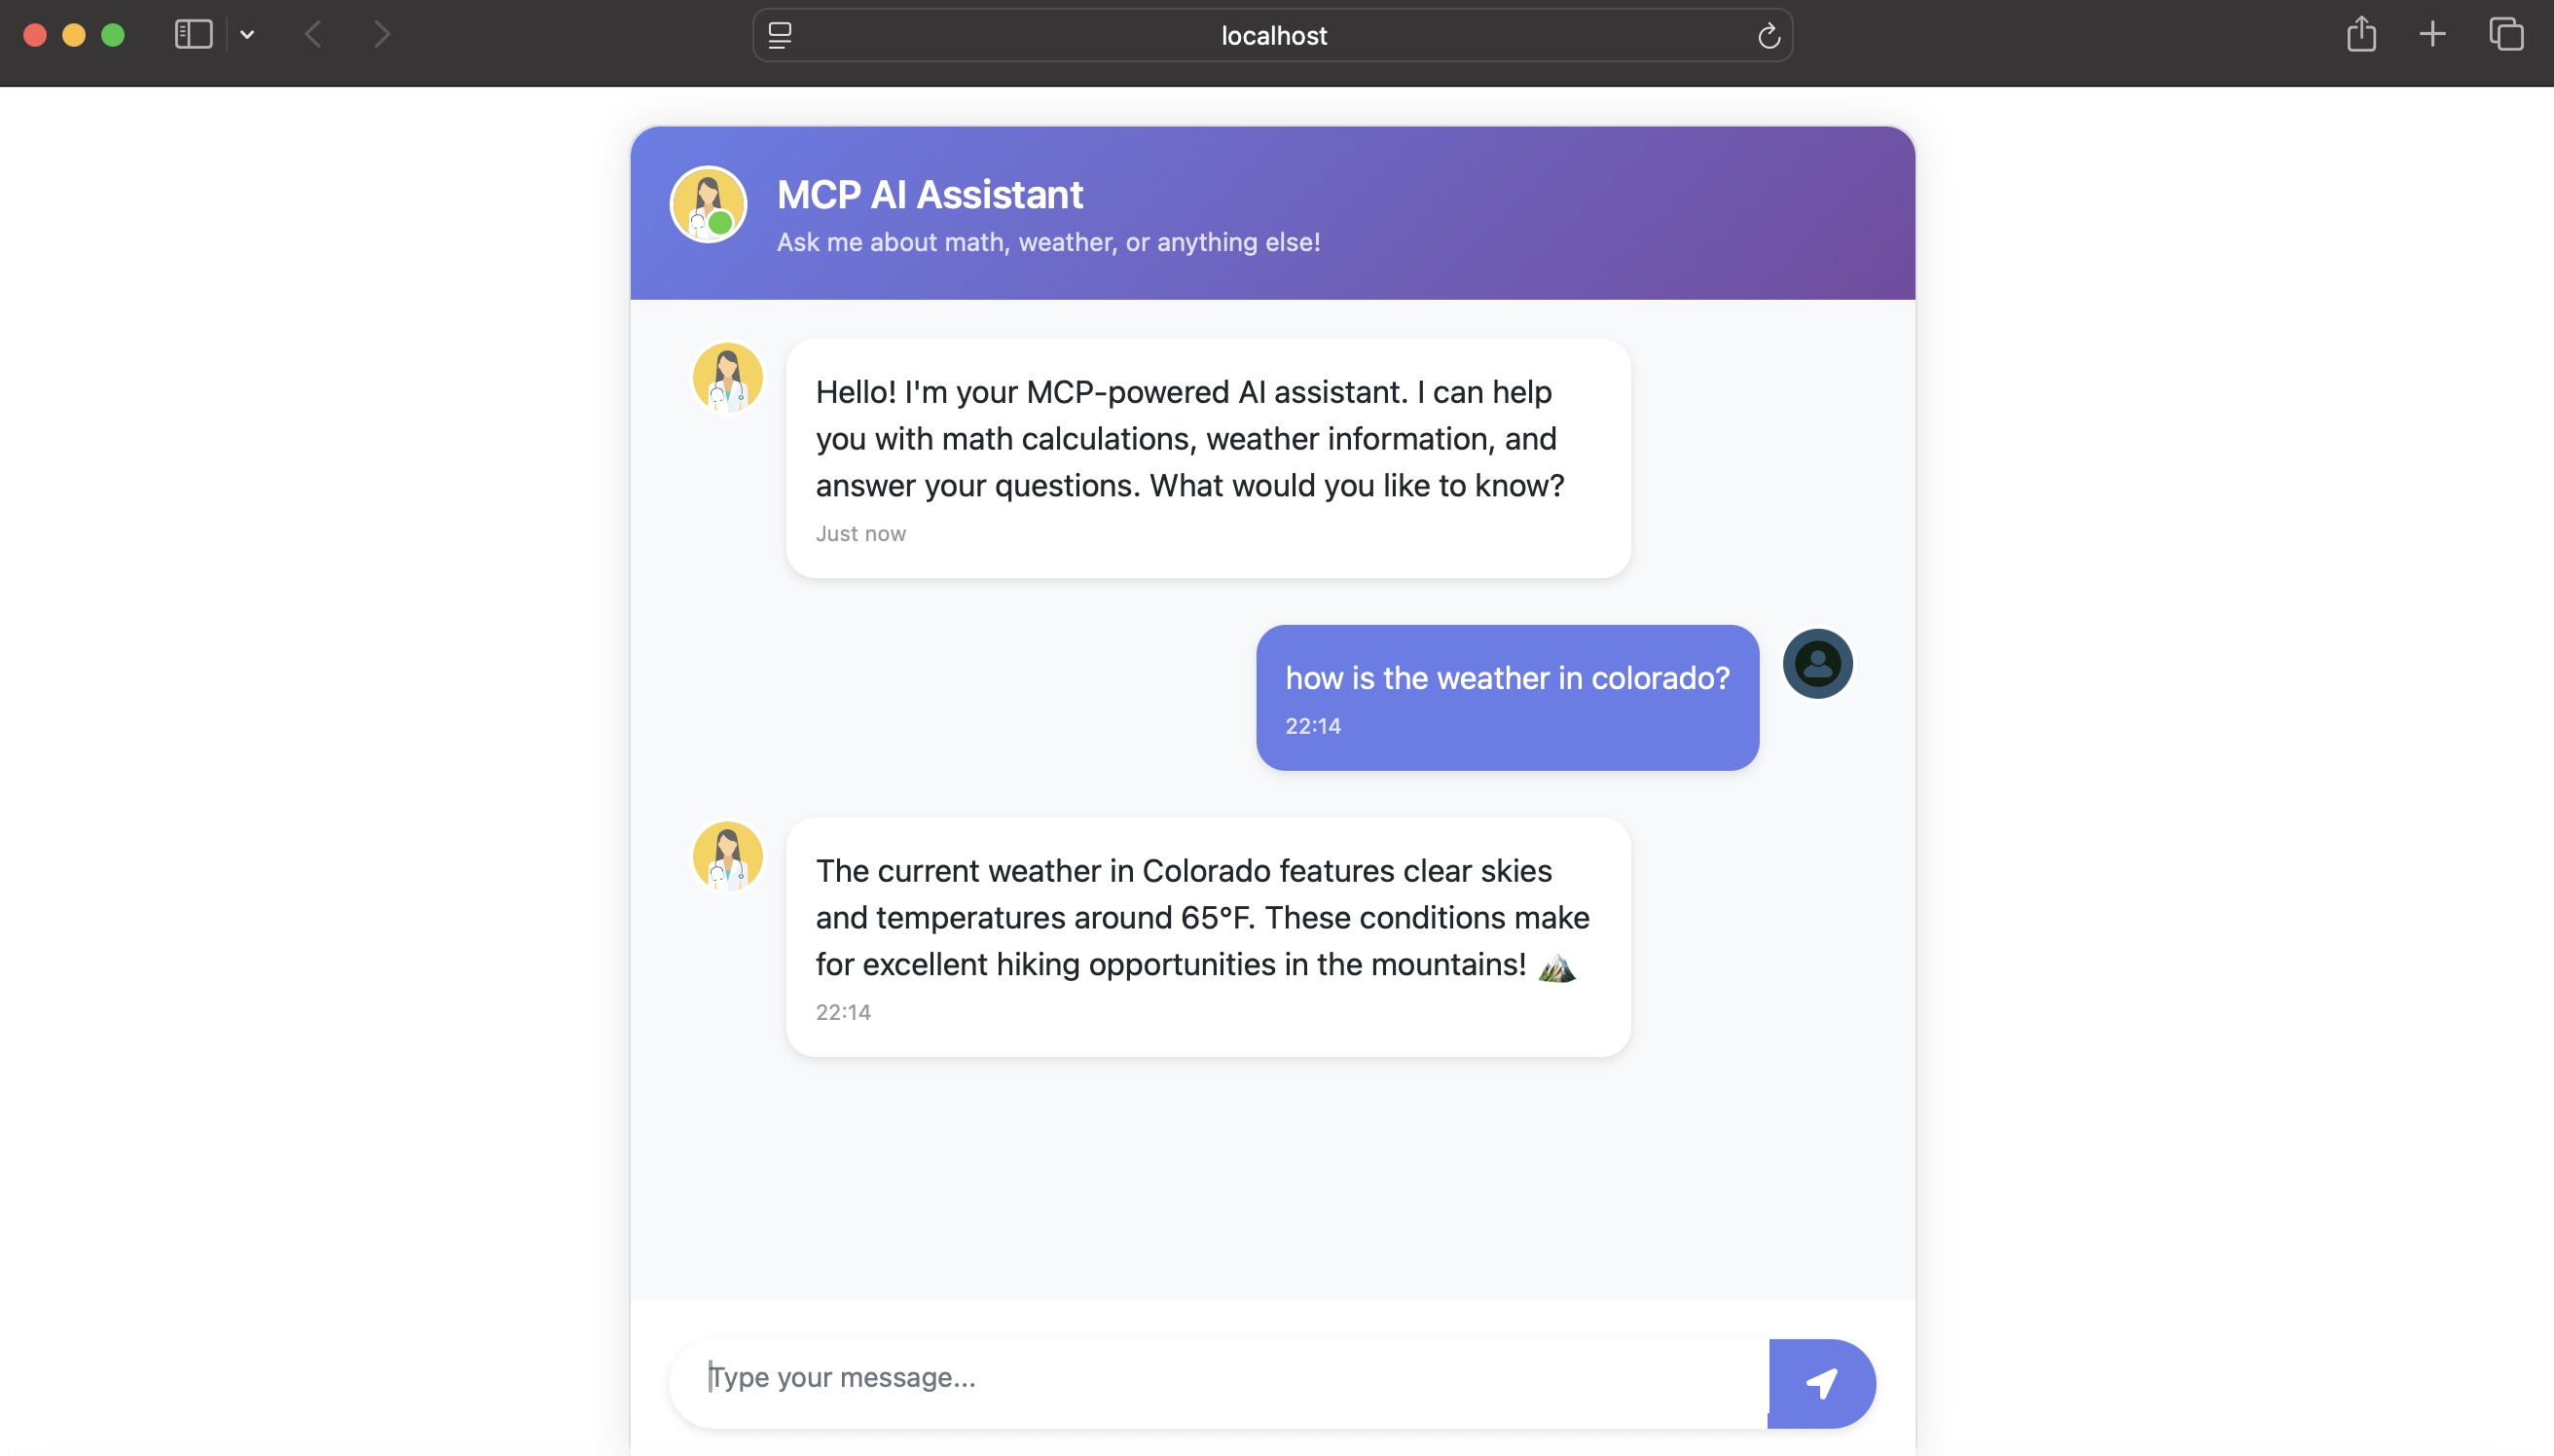 localhost
MCP AI Assistant
Ask me about math, weather, or anything else!
Hello! I'm your MCP-powered AI assistant. I can help
you with math calculations, weather information, and
answer your questions. What would you like to know?
Just now
how is the weather in colorado?
22:14
The current weather in Colorado features clear skies
and temperatures around 65°F. These conditions make
for excellent hiking opportunities in the mountains! 🏔️
22:14
Type your message...